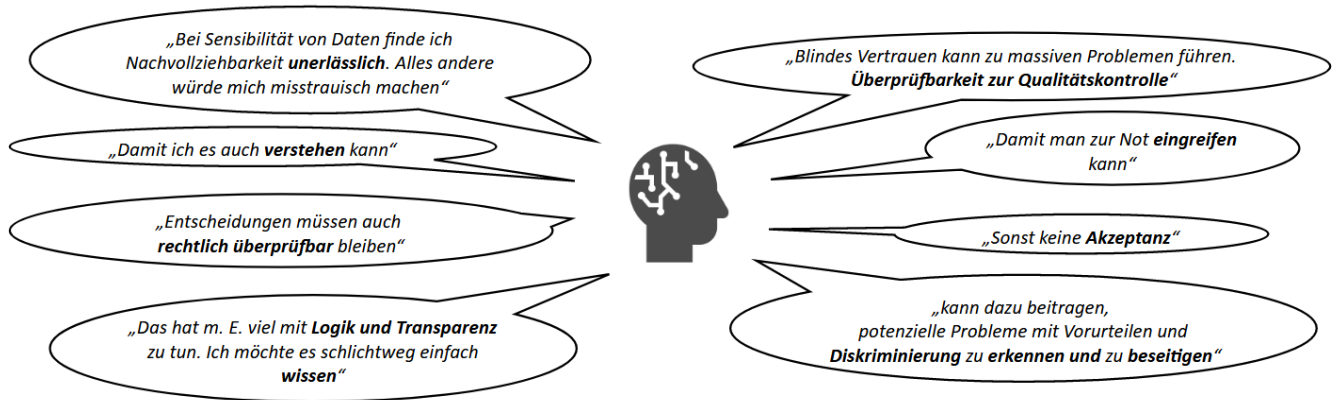 „Bei Sensibilität von Daten finde ich
Nachvollziehbarkeit unerlässlich. Alles andere
würde mich misstrauisch machen“
„Damit ich es auch verstehen kann“
„Entscheidungen müssen auch
rechtlich überprüfbar bleiben“
„Das hat m. E. viel mit Logik und Transparenz
zu tun. Ich möchte es schlichtweg einfach
wissen“
„Blindes Vertrauen kann zu massiven Problemen führen.
Überprüfbarkeit zur Qualitätskontrolle“
„Damit man zur Not eingreifen
kann“
„Sonst keine Akzeptanz“
„kann dazu beitragen,
potenzielle Probleme mit Vorurteilen und
Diskriminierung zu erkennen und zu beseitigen“